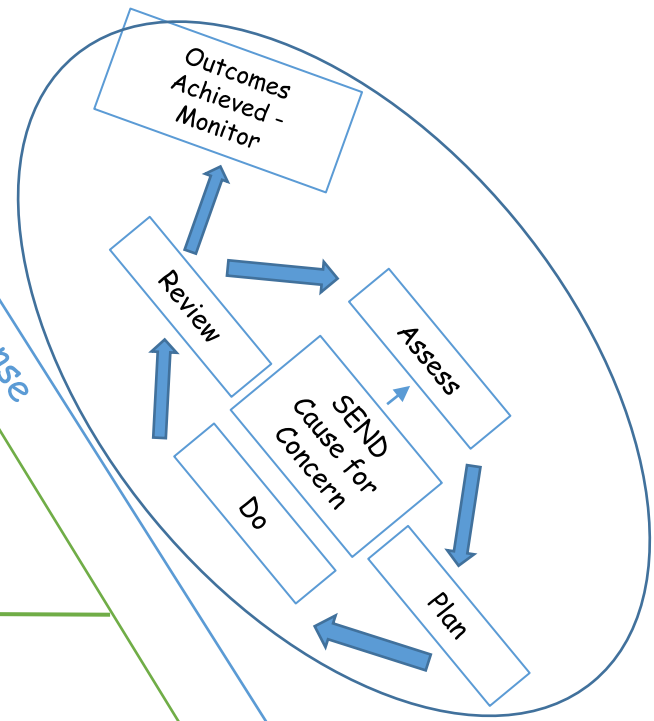 Outcomes
Achieved -
Monitor
Review
Assess
SEND
Cause for
Concern
Do
Plan